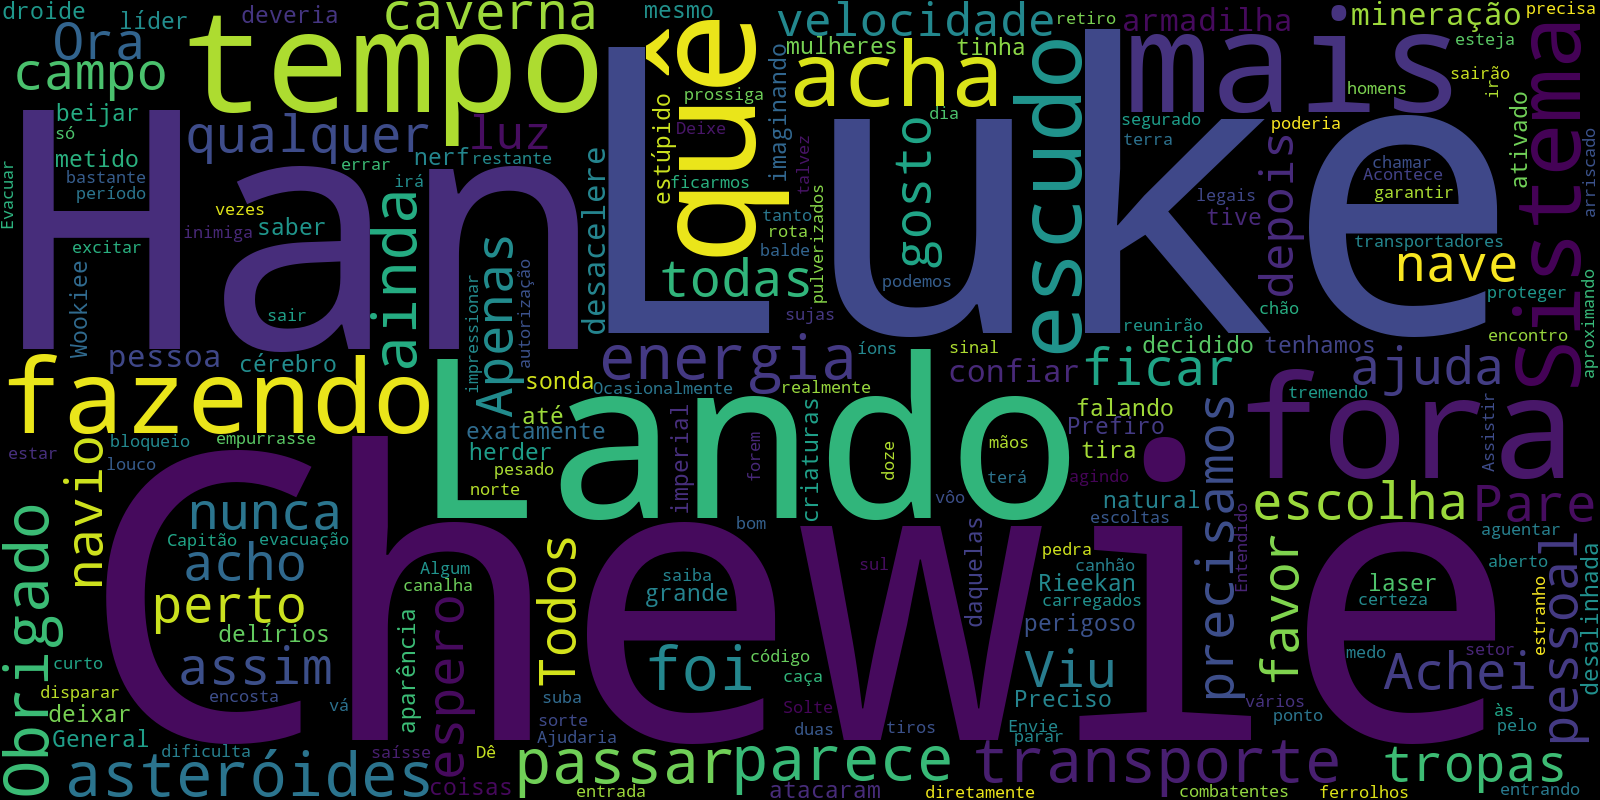 droide
líder
deveria
caverna
mesmo
velocidade
retiro
armadilha
mineração
precisa
Ora
tempo
quê
mulheres
tinha
acha
mais
esteja
sistema
campo
Han
Luke
escudo
imaginando
sairão
ir
homens
prossiga
beijar
qualquer
luz
estúpido
Deixe
dia
segurado
poderia
ativado
só
metido
errar
nerf
restante
desacelere
talvez
gosto
terra
depois
chamar
Acontece
garantir
arriscado
Evacuar
bastante
período
irá
ainda
ficarmos
pulverizados
legais
tive
vezes
inimiga
saber
Apenas
tanto
rota
balde
transportadores
excitar
Wookiee
impressionar
autorização
todas
podemos
nave
proteger
aproximando
sair
sujas
chão
reunirão
encontro
pessoa
cérebro
energia
íons
sinal
decidido
tenhamos
fazendo
Lando
sonda
Ocasionalmente
realmente
confiar
ficar
ajuda
tremendo
fora
até
imperial
criaturas
falando
Prefiro
precisamos
Assistir
estar
navio
bloqueio
louco
empurrasse
exatamente
herder
pesado
norte
forem
doze
mãos
terá
tira
agindo
vôo
natural
escoltas
escolha
Pare
Obrigado
nunca
Chewie
Capitão
evacuação
Todos
bom
daquelas
pedra
canhão
Entendido
favor
aguentar
pessoal
acho
Algum
canalha
saiba
grande
sul
Rieekan
carregados
laser
certeza
aberto
estranho
desalinhada
perto
delírios
aparência
espero
perigoso
curto
assim
foi
código
caça
Viu
Preciso
medo
setor
Achei
disparar
deixar
encosta
vá
suba
Solte
vários
ponto
às
pelo
General
dificulta
saísse
sorte
Ajudaria
duas
tiros
Envie
parar
asteróides
coisas
Dê
passar
parece
transporte
tropas
entrada
atacaram
diretamente
combatentes
ferrolhos
entrando